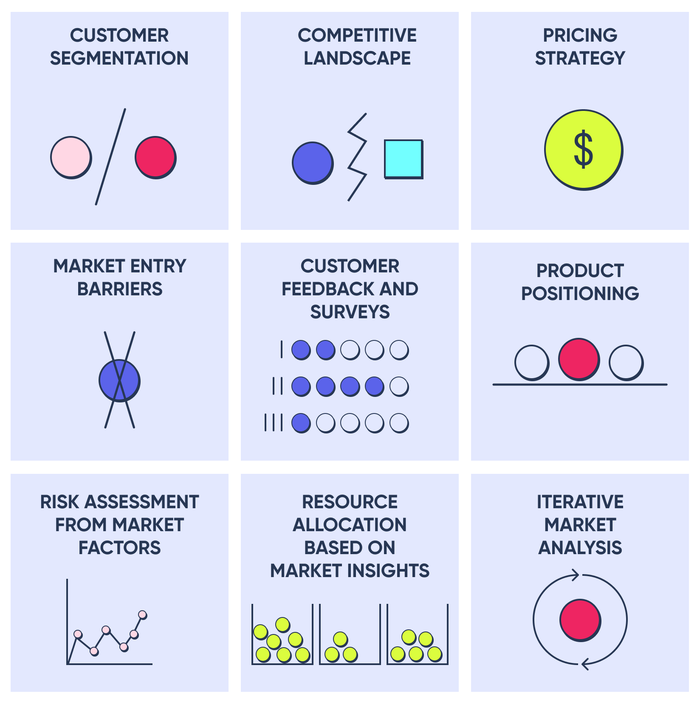 CUSTOMER
SEGMENTATION
COMPETITIVE
LANDSCAPE
PRICING
STRATEGY
$
MARKET ENTRY
BARRIERS
CUSTOMER
FEEDBACK AND
SURVEYS
I
II
III
PRODUCT
POSITIONING
RISK ASSESSMENT
FROM MARKET
FACTORS
RESOURCE
ALLOCATION
BASED ON
MARKET INSIGHTS
ITERATIVE
MARKET
ANALYSIS